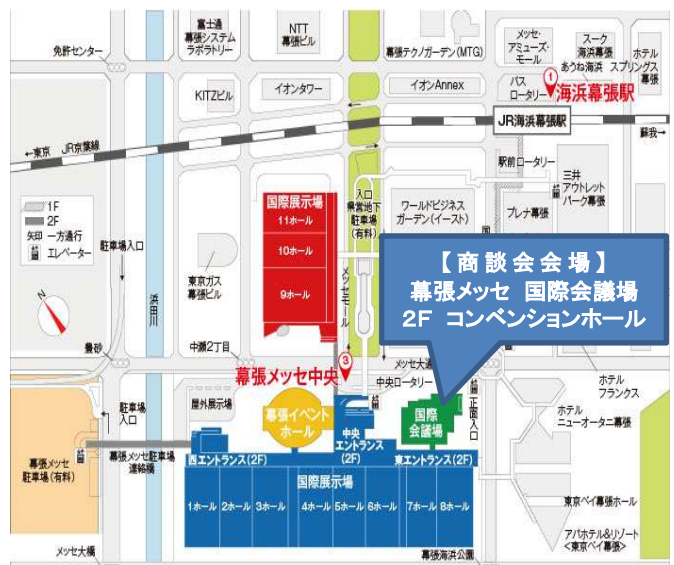 富士通
幕張システム
ラボラトリー
NTT
幕張ビル
幕張テクノガーデン(MTG)
メッセ・
アミューズ・
モール
スーク
海浜幕張
あうね海浜
ホテル
スプリングス
幕張
免許センター
KITZビル
イオンタワー
イオンAnnex
バス
ロータリー
1
海浜幕張駅
JR海浜幕張駅
←東京
JR京葉線
蘇我→
駅前ロータリー
1F
2F
矢印 一方通行
エレベーター
駐車場入口
N
国際展示場
11ホール
10ホール
9ホール
入口
県営地下
駐車場
(有料)
ワールドビジネス
ガーデン(イースト)
三井
アウトレット
パーク幕張
プレナ幕張
国
東京ガス
幕張ビル
メッセモール
浜田川
【商談会会場】
幕張メッセ 国際会議場
2F コンベンションホール
豊砂
中瀬2丁目
幕張メッセ中央
3
メッセ大通
中央ロータリー
正面入口
ホテル
フランクス
駐車場
入口
屋外展示場
幕張イベント
ホール
中央
エントランス
(2F)
国際
会議場
ホテル
ニューオータニ幕張
幕張メッセ
駐車場(有料)
幕張メッセ駐車場
連絡橋
西エントランス(2F)
東エントランス(2F)
国際展示場
1ホール
2ホール
3ホール
4ホール
5ホール
6ホール
7ホール
8ホール
東京ベイ幕張ホール
アパホテル&リゾート
<東京ベイ幕張>
メッセ大橋
幕張海浜公園